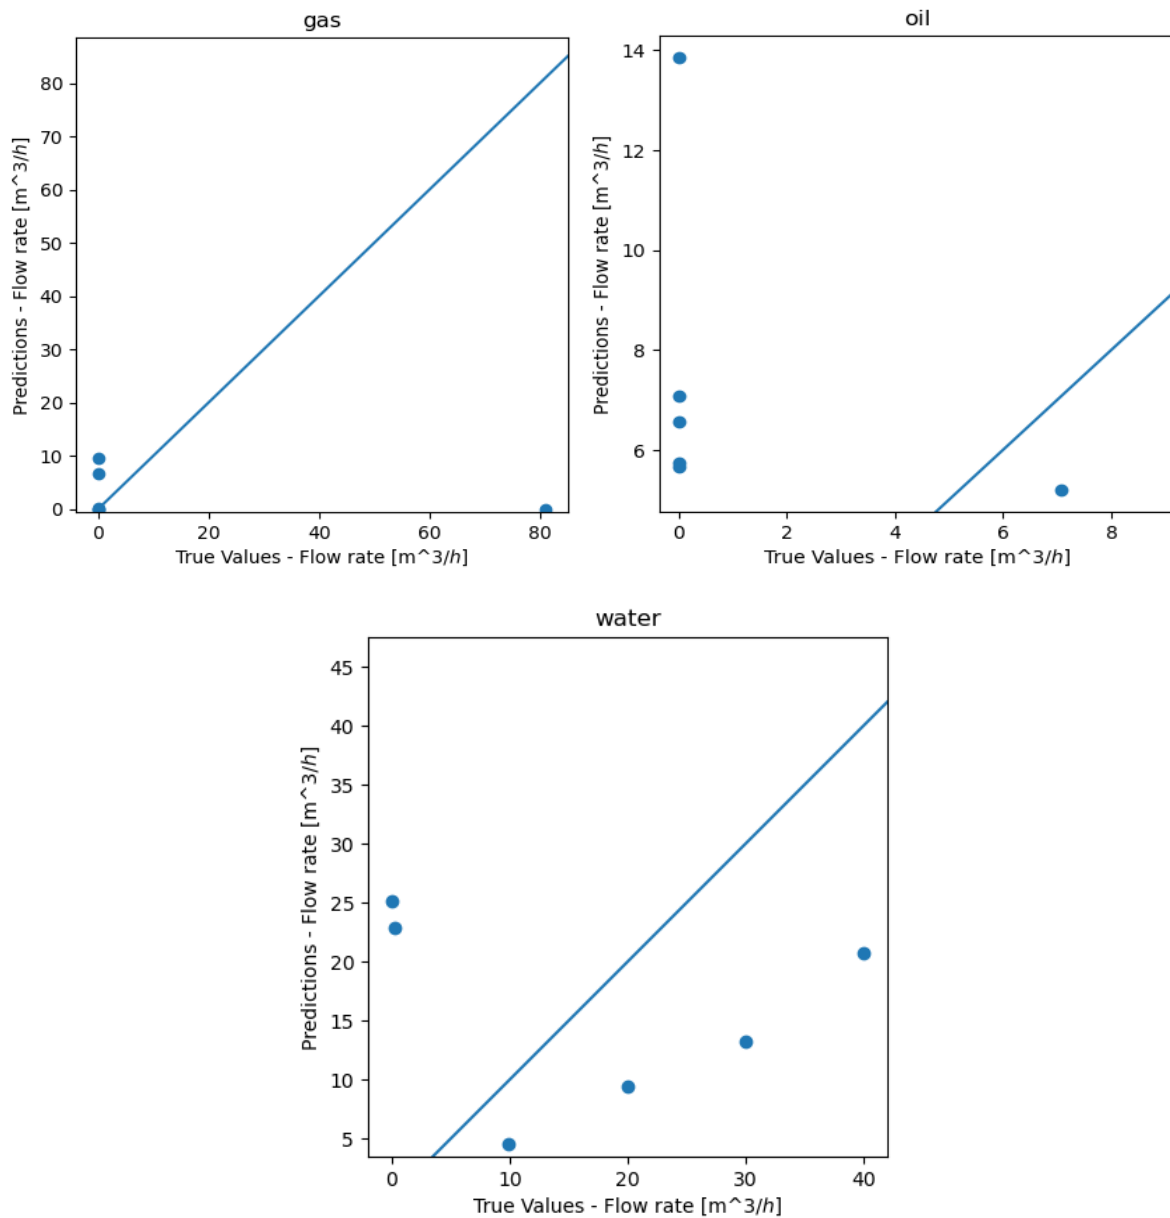 gas
Predictions - Flow rate [m^3/h]
80
70
60
50
40
30
20
10
0
0 20 40 60 80
True Values - Flow rate [m^3/h]
oil
Predictions - Flow rate [m^3/h]
14
12
10
8
6
0 2 4 6 8
True Values - Flow rate [m^3/h]
water
Predictions - Flow rate [m^3/h]
45
40
35
30
25
20
15
10
5
0 10 20 30 40
True Values - Flow rate [m^3/h]